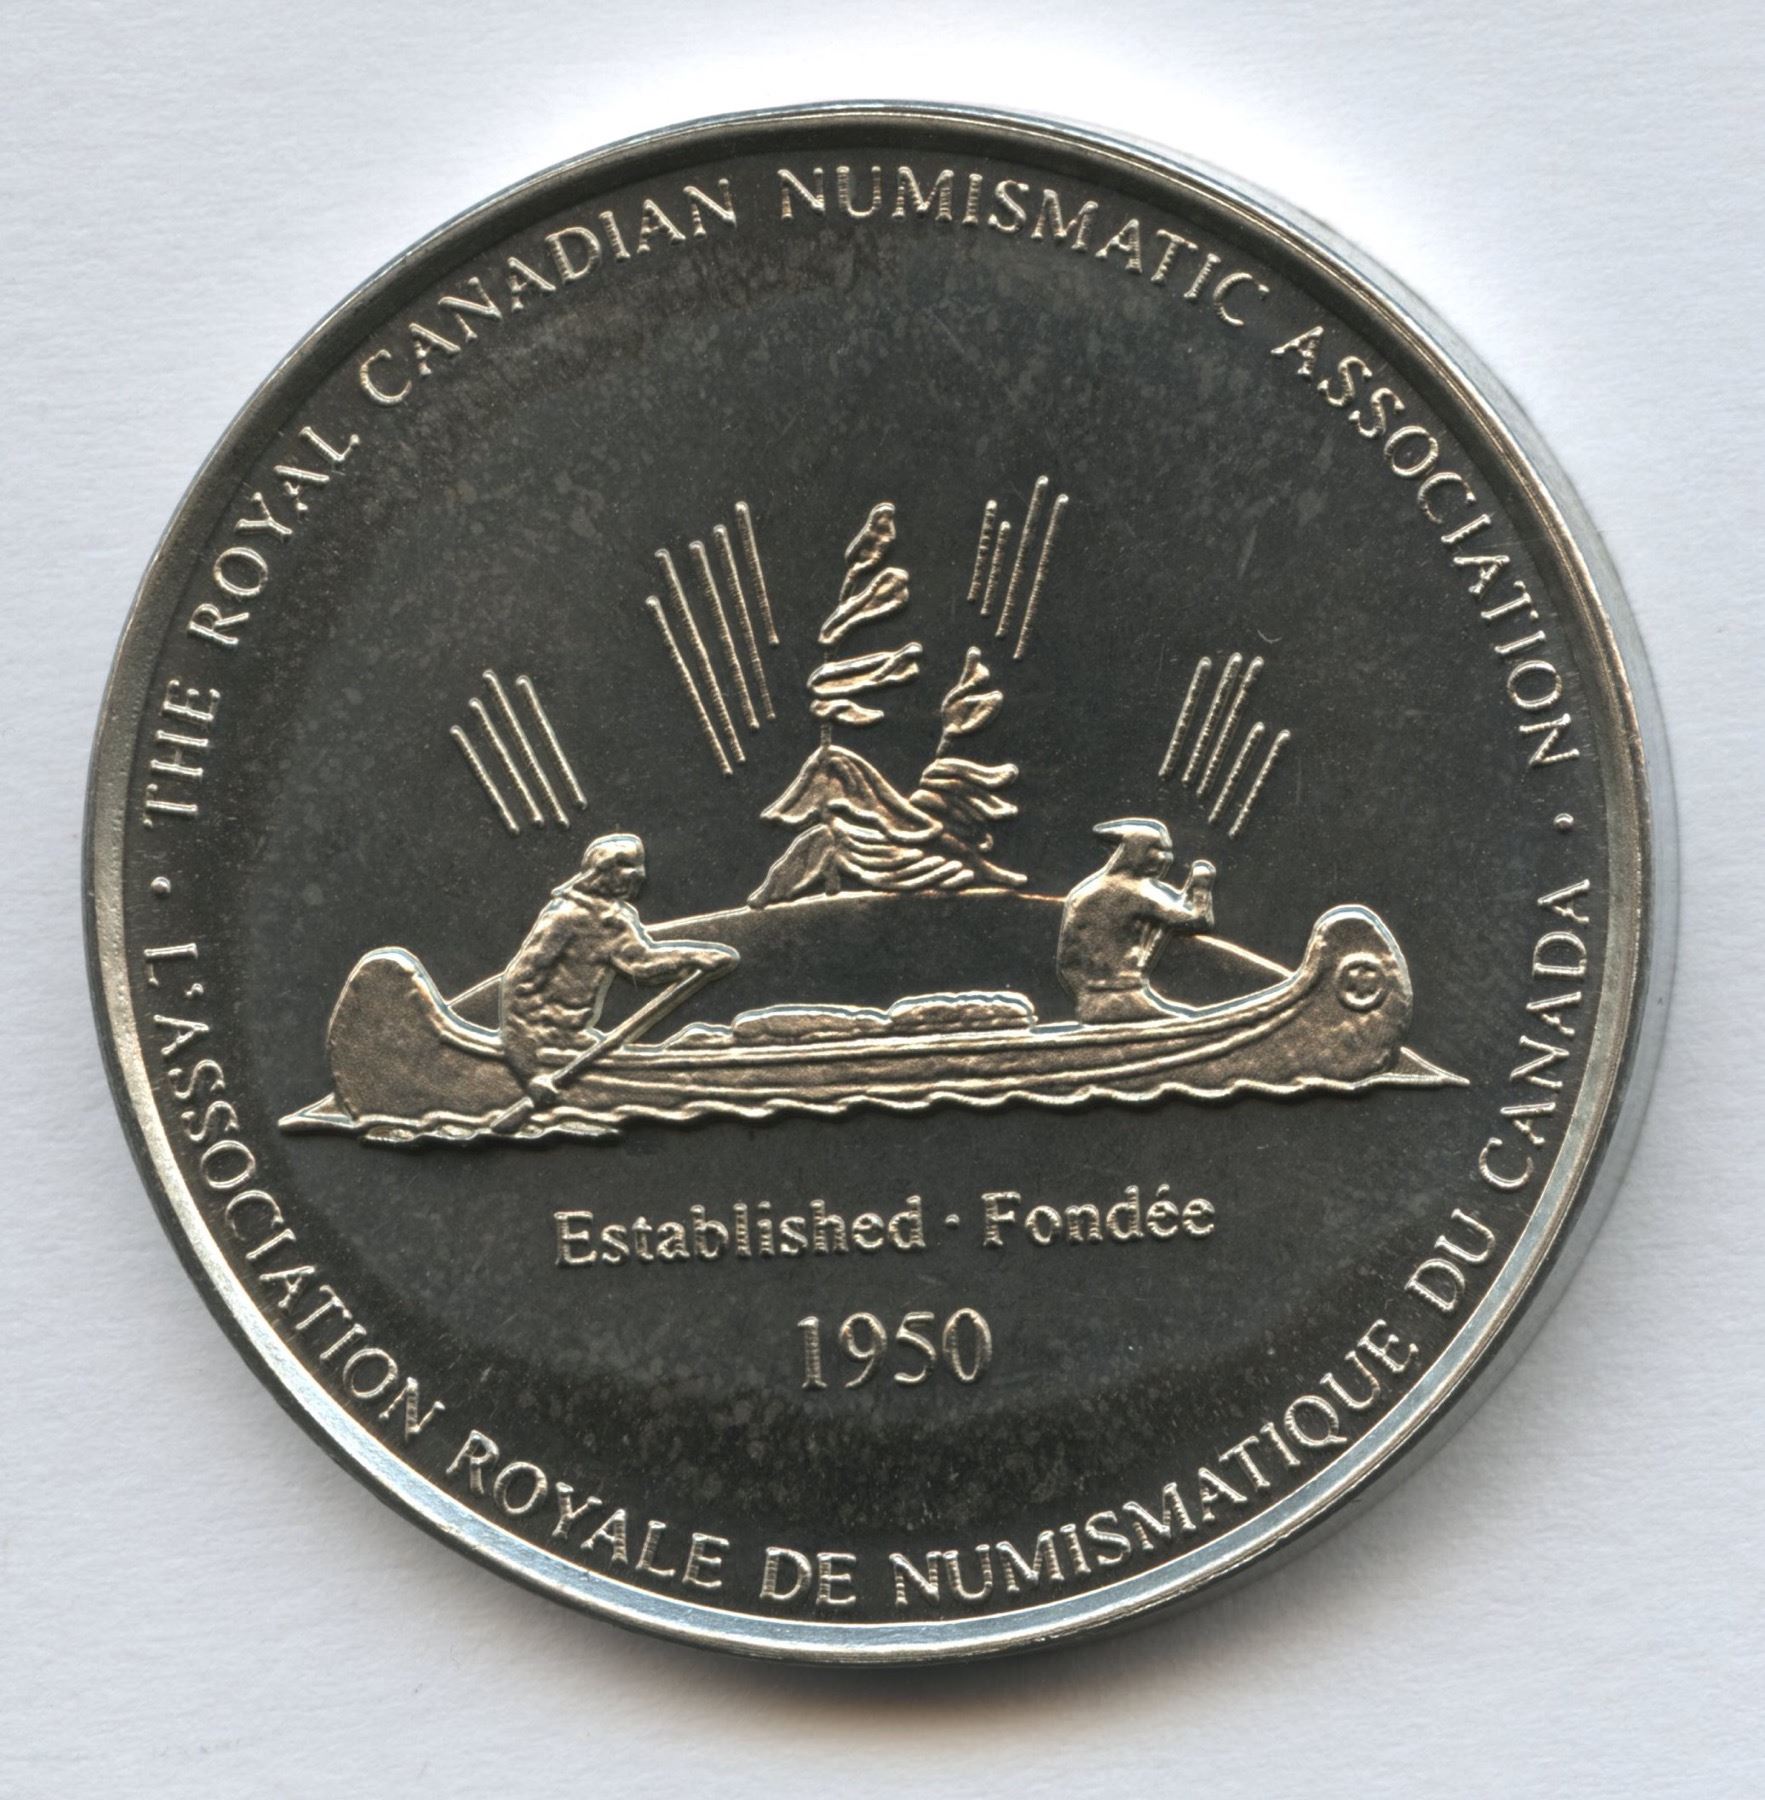 · THE ROYAL CANADIAN NUMISMATIC ASSOCIATION ·
L'ASSOCIATION ROYALE DE NUMISMATIQUE DU CANADA
Established · Fondée
1950